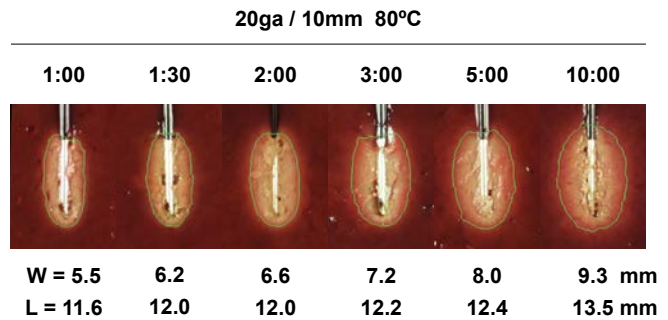 20ga / 10mm 80ºC
1:00 1:30 2:00 3:00 5:00 10:00
W = 5.5 6.2 6.6 7.2 8.0 9.3 mm
L = 11.6 12.0 12.0 12.2 12.4 13.5 mm